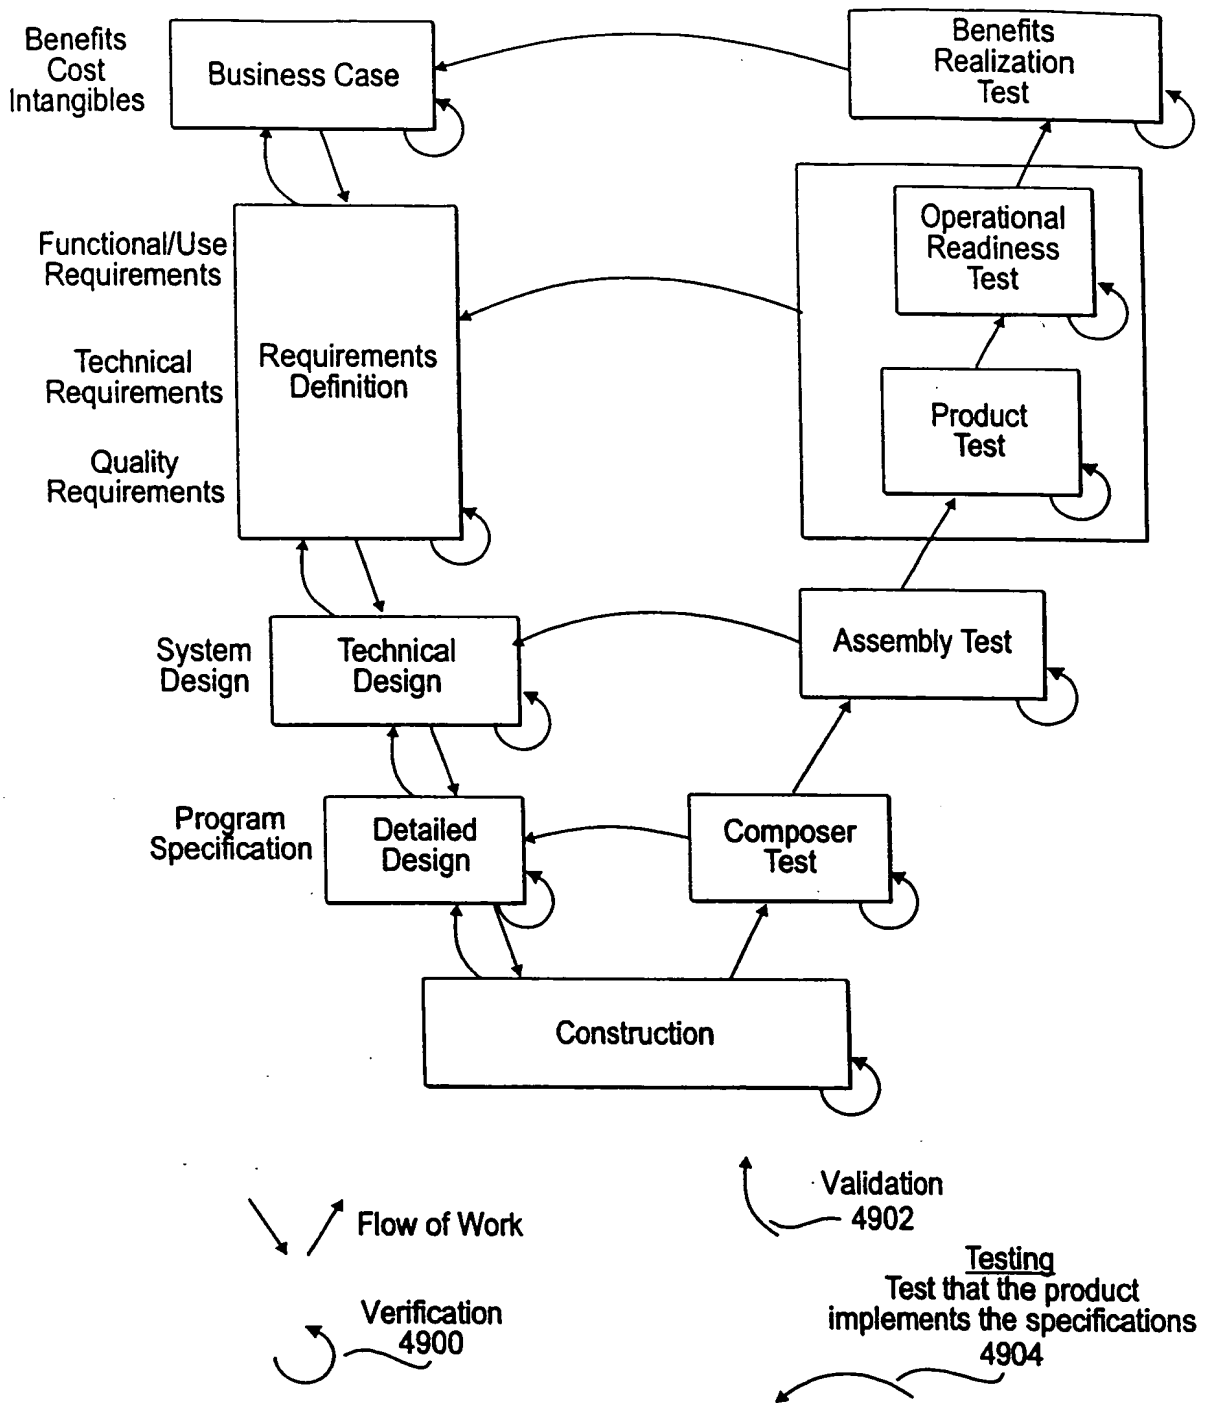 Benefits
Cost
Intangibles
Business Case
Benefits
Realization
Test
Functional/Use
Requirements
Technical
Requirements
Quality
Requirements
Requirements
Definition
Operational
Readiness
Test
Product
Test
System
Design
Technical
Design
Assembly Test
Program
Specification
Detailed
Design
Composer
Test
Construction
Flow of Work
Verification
4900
Validation
4902
Testing
Test that the product
implements the specifications
4904